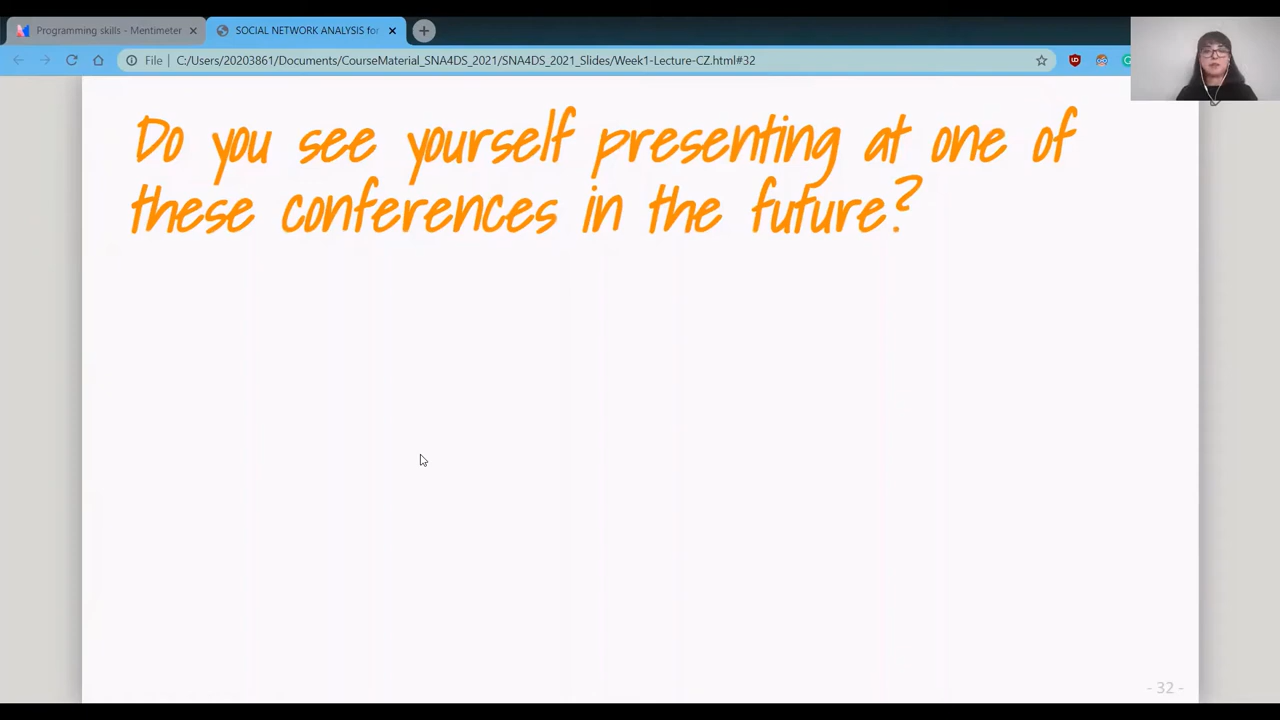 Programming skills - Mentimeter
SOCIAL NETWORK ANALYSIS for
File
C:/Users/20203861/Documents/CourseMaterial_SNA4DS_2021/SNA4DS_2021_Slides/Week1-Lecture-CZ.html#32
Do you see yourself presenting at one of
these conferences in the future?
- 32 -